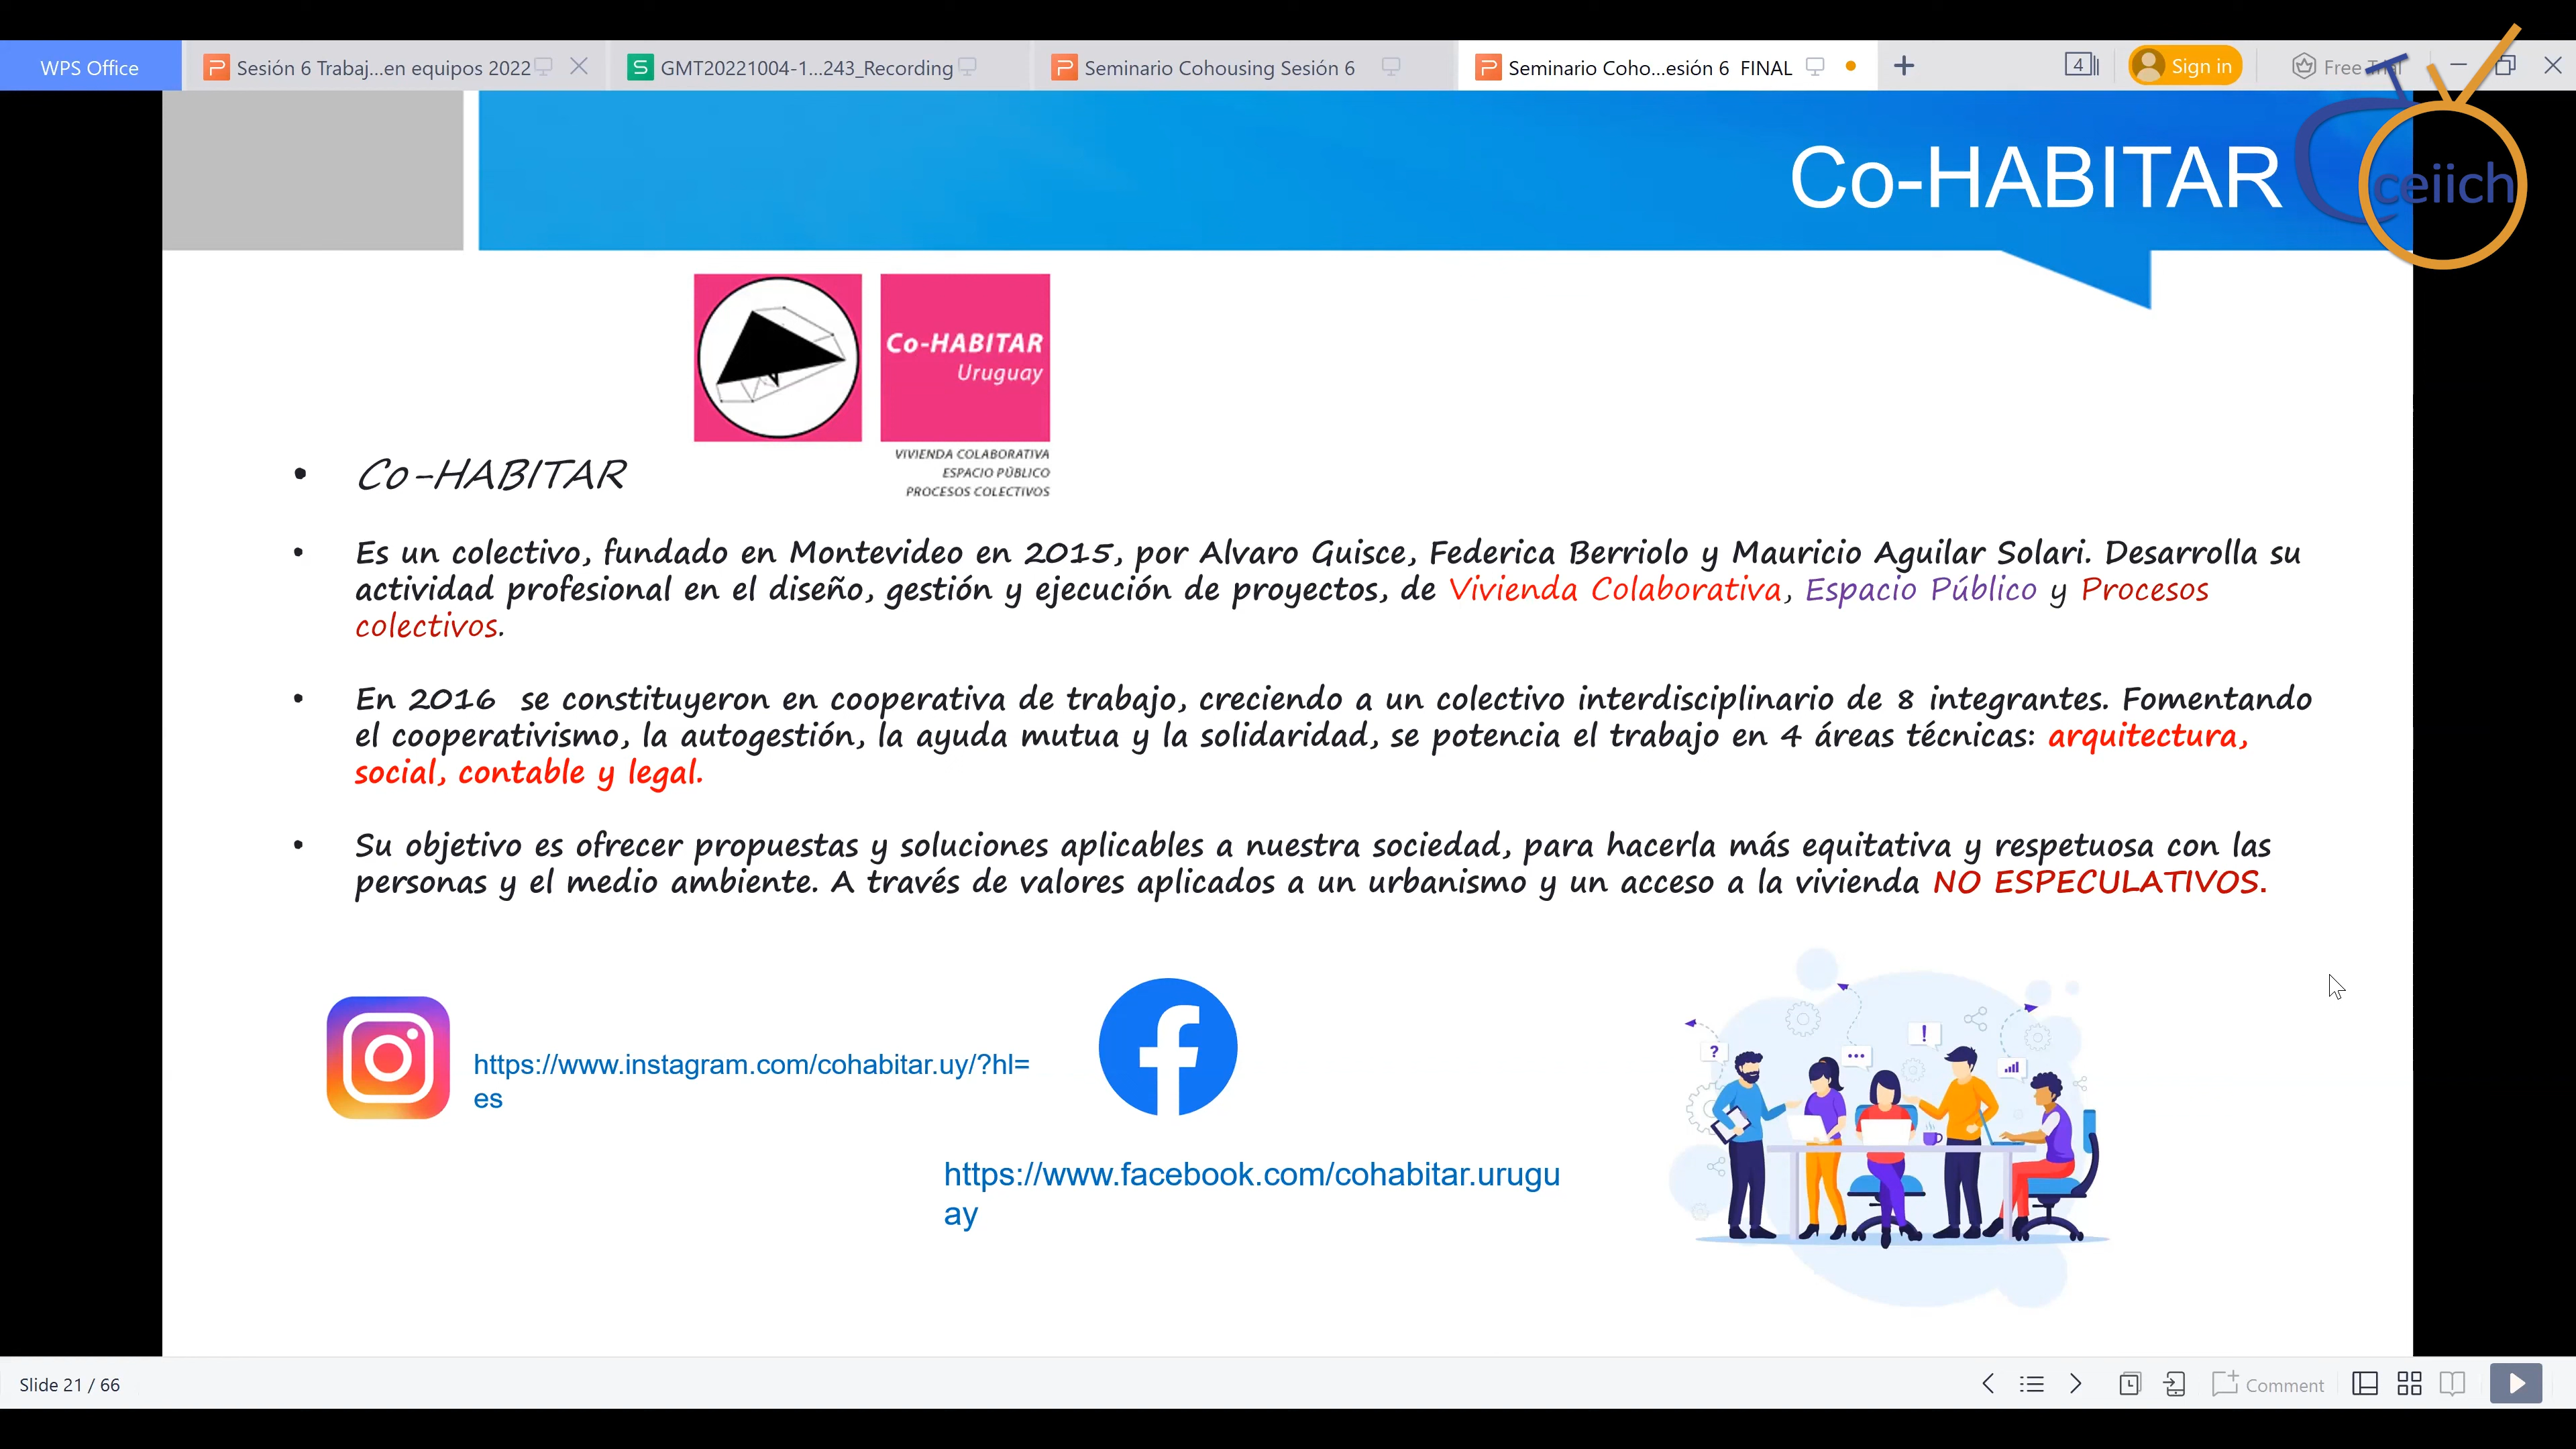 WPS Office
Sesión 6 Trabaj...en equipos 2022
GMT20221004-1...243_Recording
Seminario Cohousing Sesión 6
Seminario Coho...esión 6 FINAL
4
Sign in
Free Trial
Co-HABITAR
ceiich
Co-HABITAR
Uruguay
VIVIENDA COLABORATIVA
ESPACIO PÚBLICO
PROCESOS COLECTIVOS
• Co-HABITAR
• Es un colectivo, fundado en Montevideo en 2015, por Alvaro Guisce, Federica Berriolo y Mauricio Aguilar Solari. Desarrolla su
actividad profesional en el diseño, gestión y ejecución de proyectos, de Vivienda Colaborativa, Espacio Público y Procesos
colectivos.
• En 2016 se constituyeron en cooperativa de trabajo, creciendo a un colectivo interdisciplinario de 8 integrantes. Fomentando
el cooperativismo, la autogestión, la ayuda mutua y la solidaridad, se potencia el trabajo en 4 áreas técnicas: arquitectura,
social, contable y legal.
• Su objetivo es ofrecer propuestas y soluciones aplicables a nuestra sociedad, para hacerla más equitativa y respetuosa con las
personas y el medio ambiente. A través de valores aplicados a un urbanismo y un acceso a la vivienda NO ESPECULATIVOS.
https://www.instagram.com/cohabitar.uy/?hl=
es
https://www.facebook.com/cohabitar.urugu
ay
Slide 21 / 66
Comment